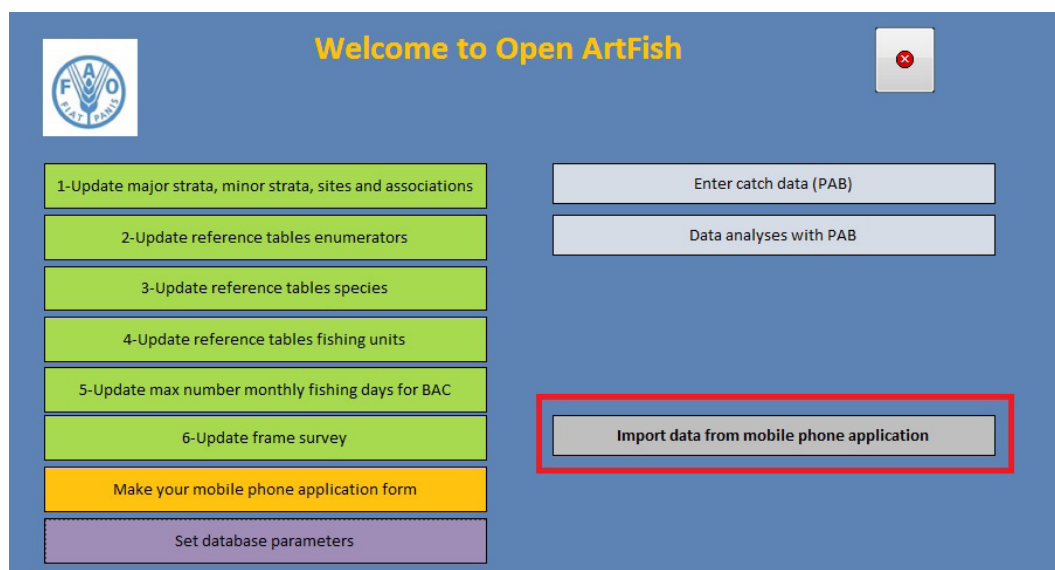 Welcome to Open ArtFish
FAO
FIAT PANIS
1-Update major strata, minor strata, sites and associations
2-Update reference tables enumerators
3-Update reference tables species
4-Update reference tables fishing units
5-Update max number monthly fishing days for BAC
6-Update frame survey
Make your mobile phone application form
Set database parameters
Enter catch data (PAB)
Data analyses with PAB
Import data from mobile phone application